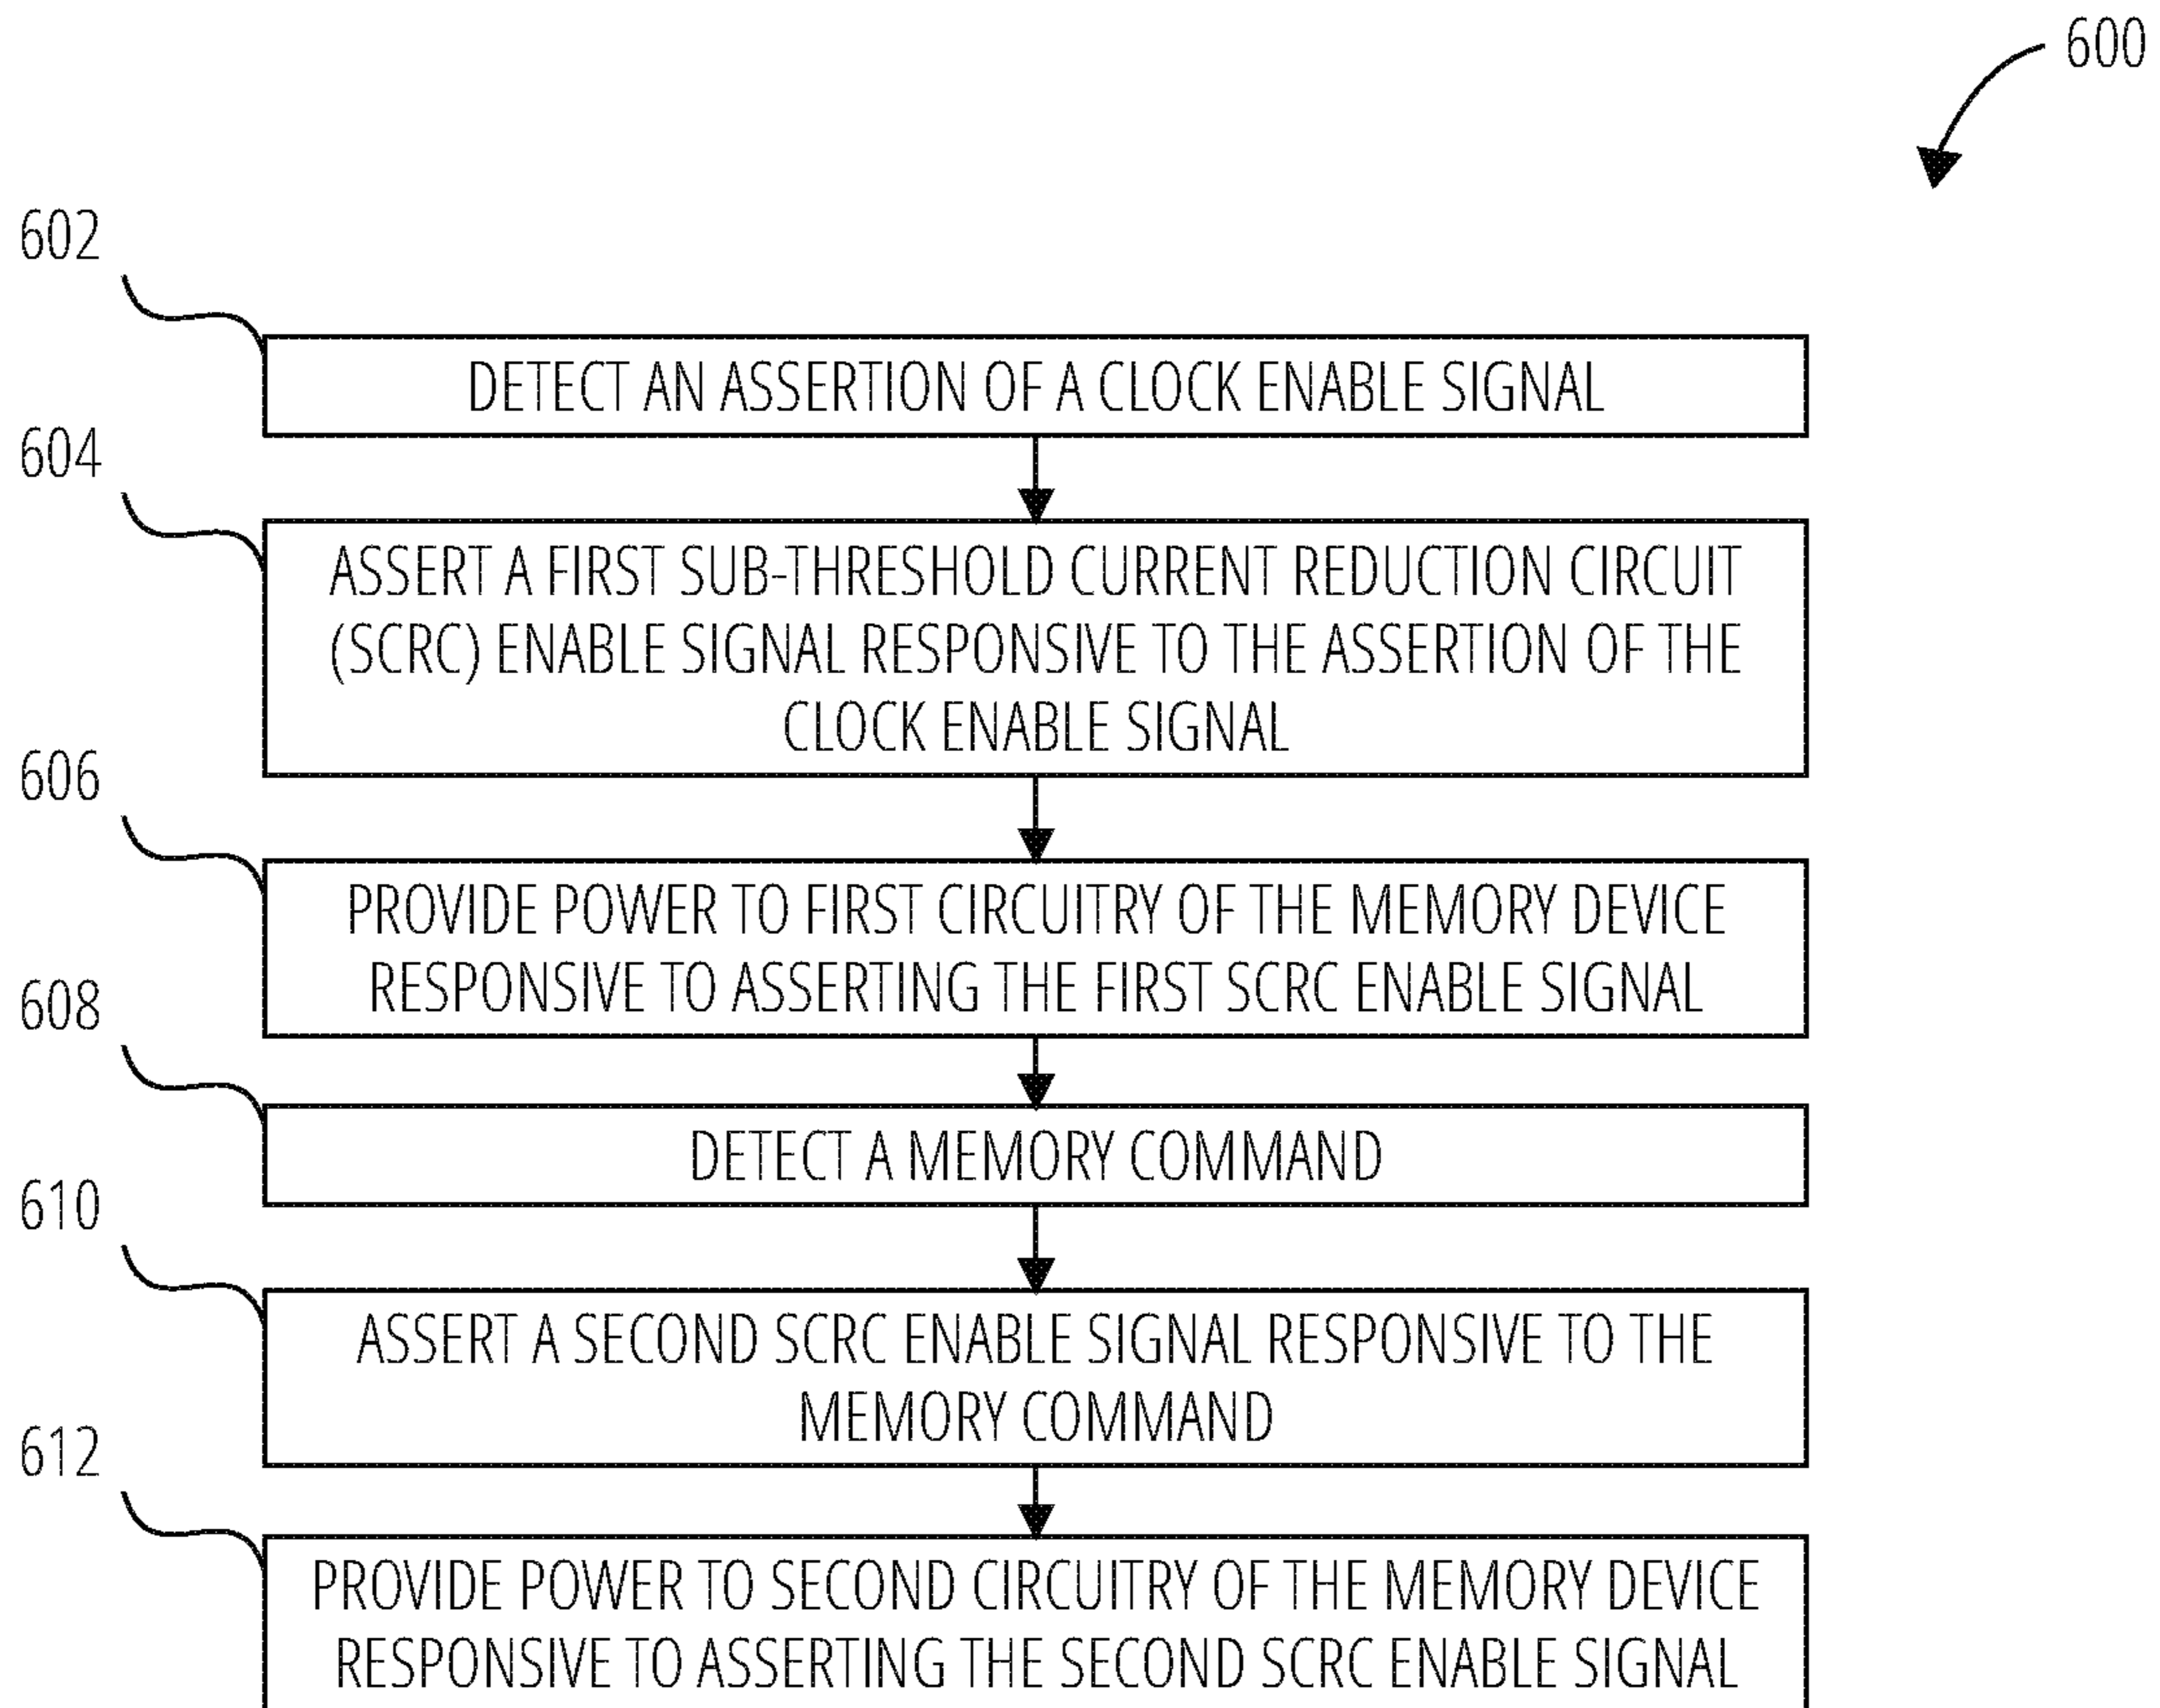 600
602
DETECT AN ASSERTION OF A CLOCK ENABLE SIGNAL
604
ASSERT A FIRST SUB-THRESHOLD CURRENT REDUCTION CIRCUIT
(SCRC) ENABLE SIGNAL RESPONSIVE TO THE ASSERTION OF THE
CLOCK ENABLE SIGNAL
606
PROVIDE POWER TO FIRST CIRCUITRY OF THE MEMORY DEVICE
RESPONSIVE TO ASSERTING THE FIRST SCRC ENABLE SIGNAL
608
DETECT A MEMORY COMMAND
610
ASSERT A SECOND SCRC ENABLE SIGNAL RESPONSIVE TO THE
MEMORY COMMAND
612
PROVIDE POWER TO SECOND CIRCUITRY OF THE MEMORY DEVICE
RESPONSIVE TO ASSERTING THE SECOND SCRC ENABLE SIGNAL